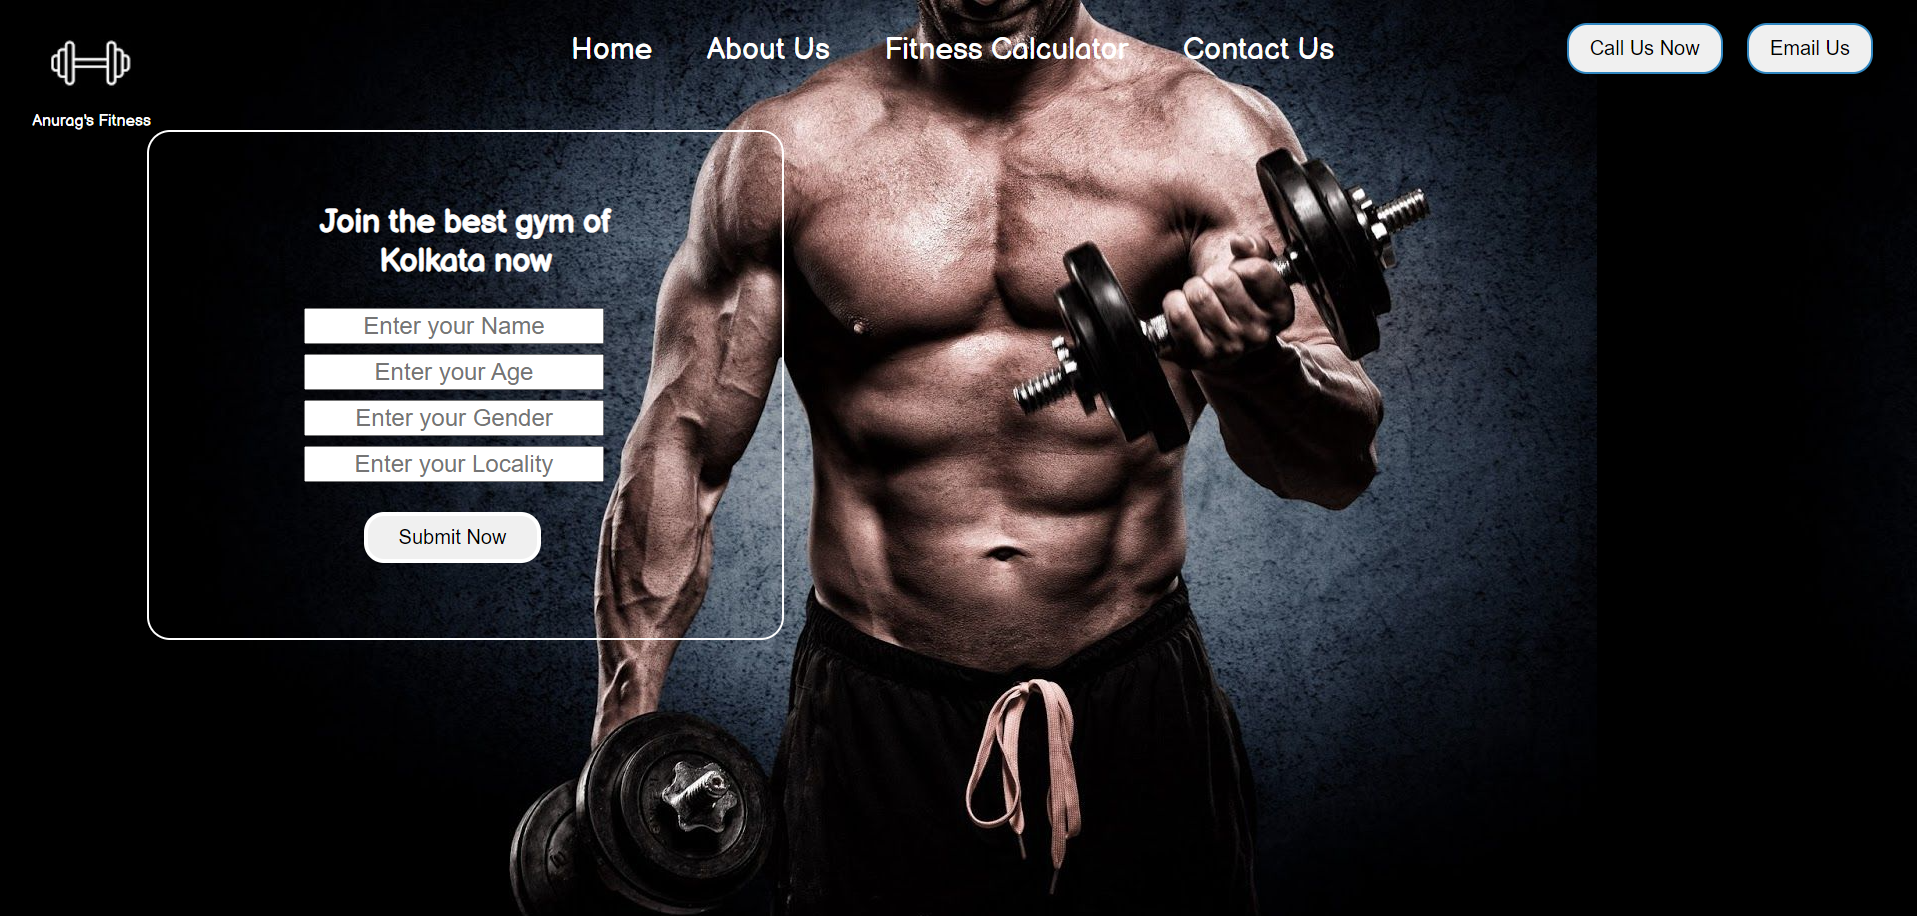 Home
About Us
Fitness Calculator
Contact Us
Call Us Now
Email Us
Anurag's Fitness
Join the best gym of
Kolkata now
Enter your Name
Enter your Age
Enter your Gender
Enter your Locality
Submit Now